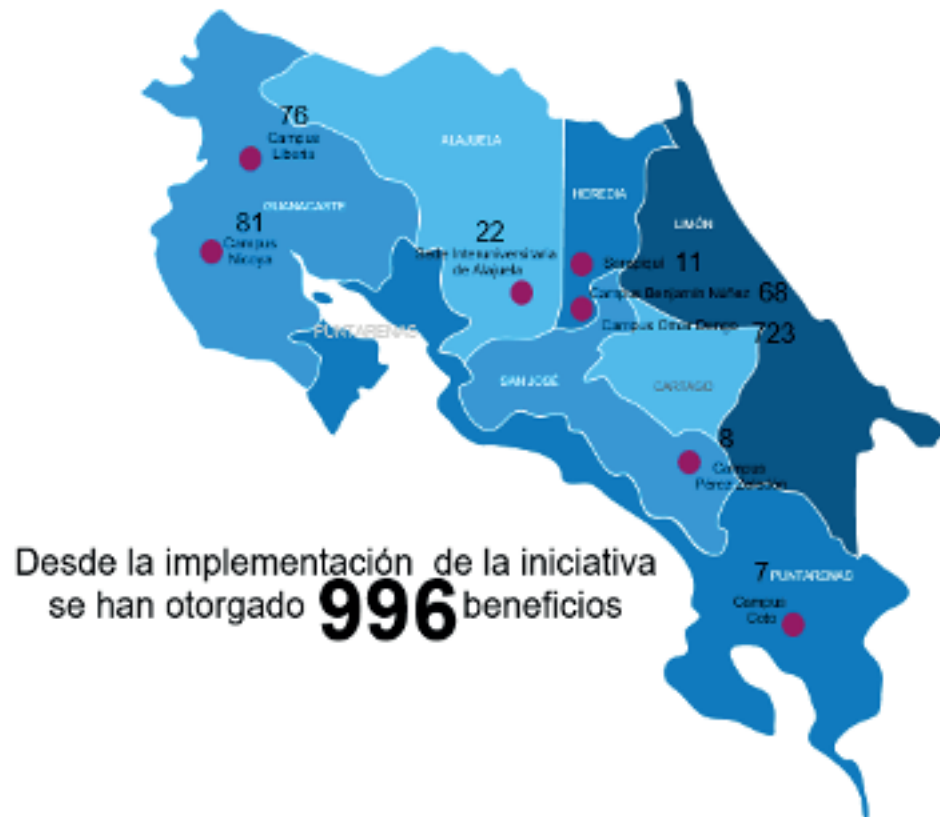 76
Campus
Liberia
ALAJUELA
HEREDIA
GUANACASTE
LIMÓN
81
Campus
Nicoya
22
Sede Interuniversitaria
de Alajuela
Sarapiquí 11
Campus Benjamín Núñez 68
Campus Omar Dengo 723
PUNTARENAS
SAN JOSÉ
CARTAGO
8
Campus
Pérez Zeledón
Desde la implementación de la iniciativa
se han otorgado 996 beneficios
7 PUNTARENAS
Campus
Coto